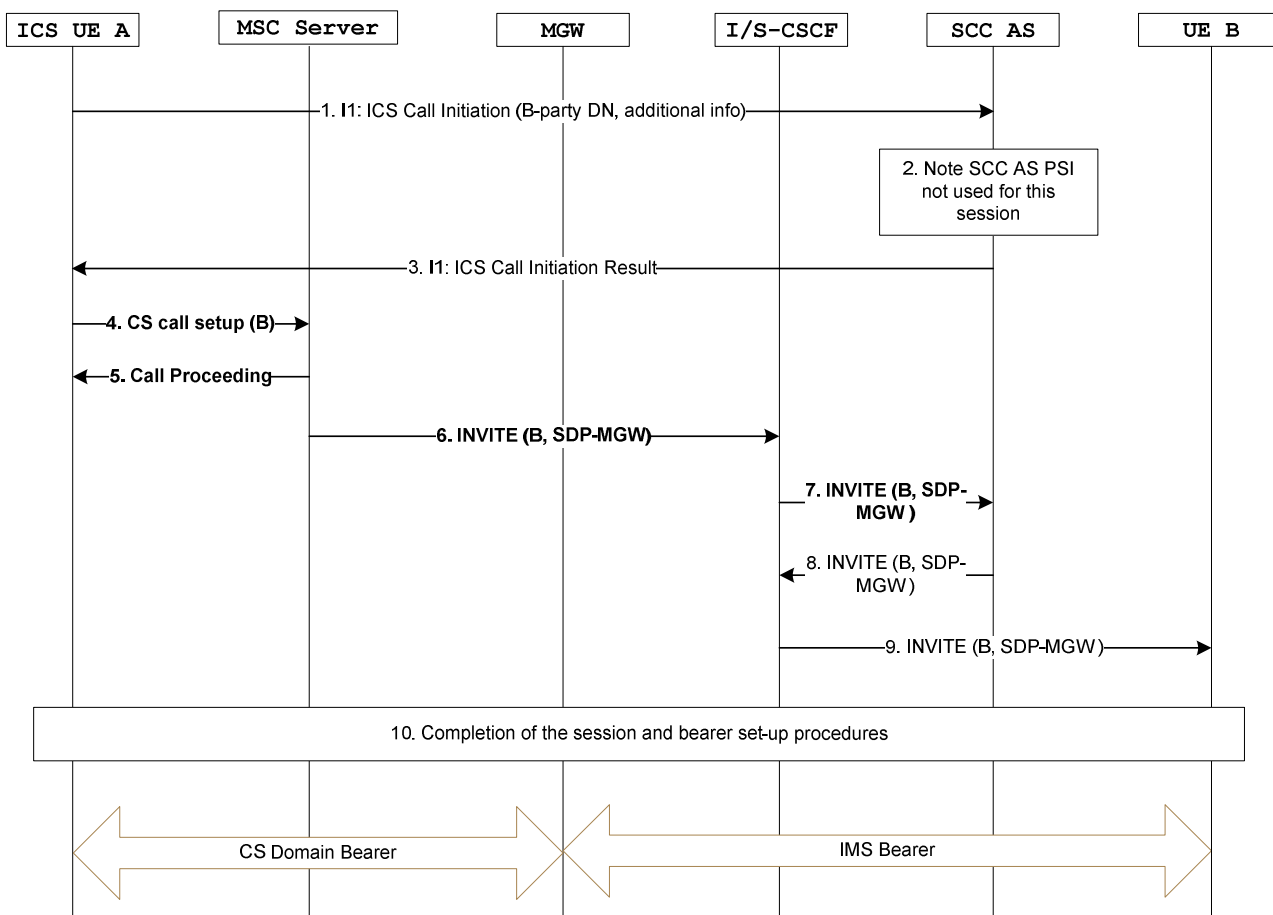 ICS UE A
MSC Server
MGW
I/S-CSCF
SCC AS
UE B
1. I1: ICS Call Initiation (B-party DN, additional info)
2. Note SCC AS PSI
not used for this
session
3. I1: ICS Call Initiation Result
4. CS call setup (B)
5. Call Proceeding
6. INVITE (B, SDP-MGW)
7. INVITE (B, SDP-
MGW)
8. INVITE (B, SDP-
MGW)
9. INVITE (B, SDP-MGW)
10. Completion of the session and bearer set-up procedures
CS Domain Bearer
IMS Bearer